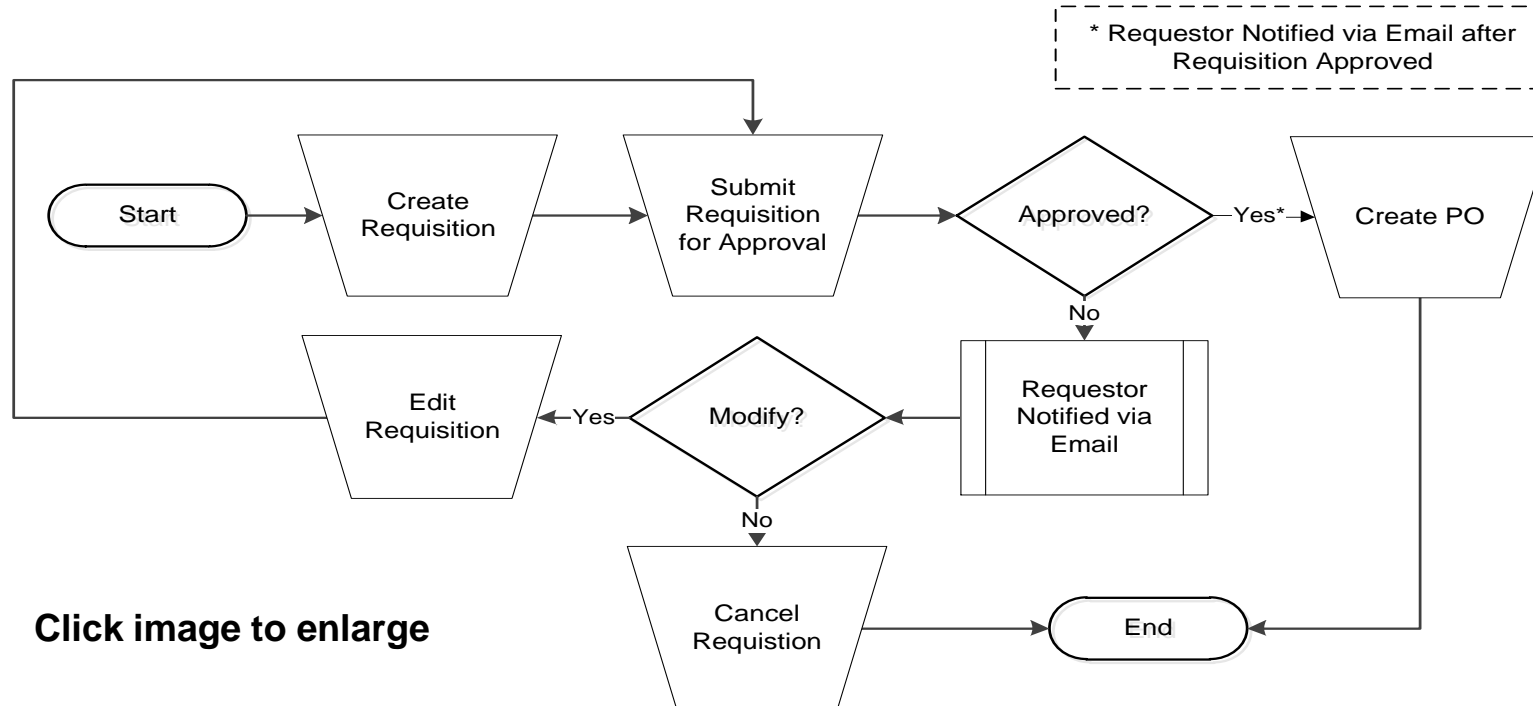 * Requestor Notified via Email after
Requisition Approved
Start
Create
Requisition
Submit
Requisition
for Approval
Approved?
Yes*
Create PO
No
Requestor
Notified via
Email
Modify?
Yes
Edit
Requisition
No
Cancel
Requistion
End
Click image to enlarge